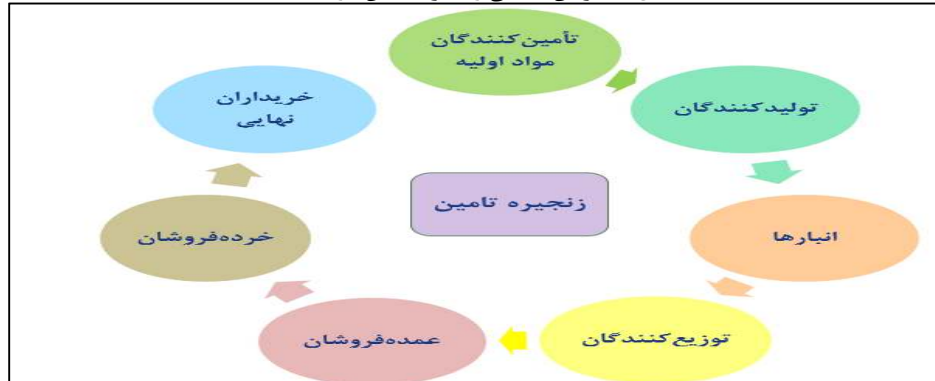 تأمین‌کنندگان
مواد اولیه
تولیدکنندگان
انبارها
توزیع‌کنندگان
عمده‌فروشان
خرده‌فروشان
خریداران
نهایی
زنجیره تامین